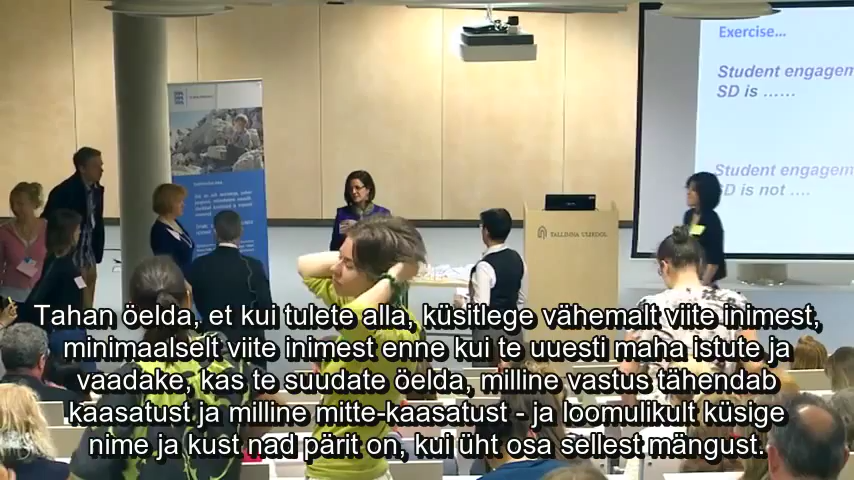 Exercise...
Student engagem
SD is ......
Student engagem
SD is not ....
TALLINNA ÜLIKOOL
Tahan öelda, et kui tulete alla, küsitlege vähemalt viite inimest,
minimaalselt viite inimest enne kui te uuesti maha istute ja
vaadake, kas te suudate öelda, milline vastus tähendab
kaasatust ja milline mitte-kaasatust - ja loomulikult küsige
nime ja kust nad pärit on, kui üht osa sellest mängust.